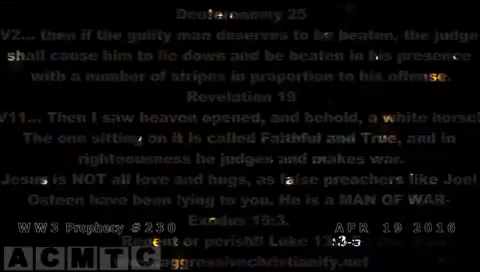 Deuteronomy 25
V2... then if the guilty man deserves to be beaten, the judge
shall cause him to lie down and be beaten in his presence
with a number of stripes in proportion to his offense.
Revelation 19
V11... Then I saw heaven opened, and behold, a white horse!
The one sitting on it is called Faithful and True, and in
righteousness he judges and makes war.
Jesus is NOT all love and hugs, as false preachers like Joel
Osteen have been lying to you. He is a MAN OF WAR-
Exodus 15:3.
WW3 Prophecy #230
APR 19 2016
Repent or perish!! Luke
ACMTC
aggressivechristianity.net